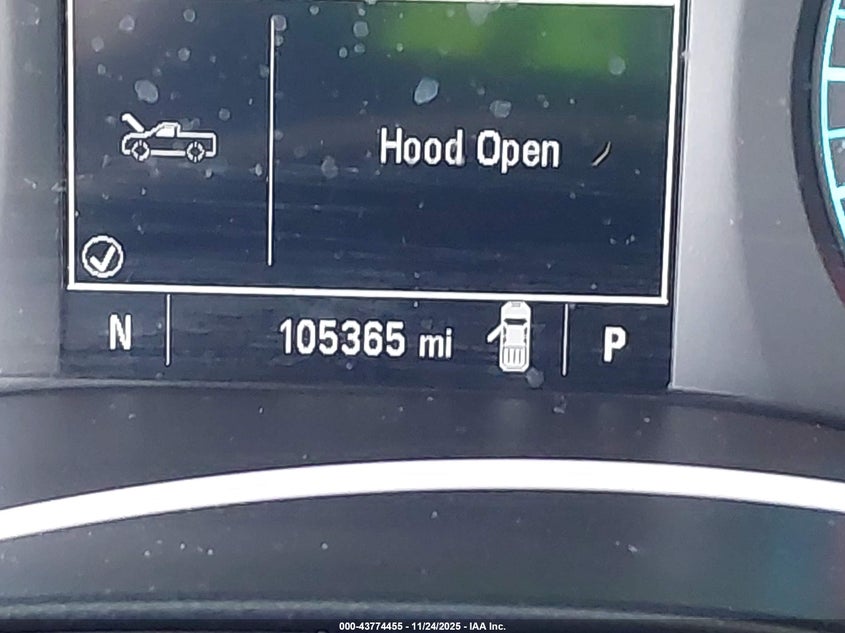 Hood Open
N 105365 mi P
000-43774455 - 11/24/2025 - IAA Inc.